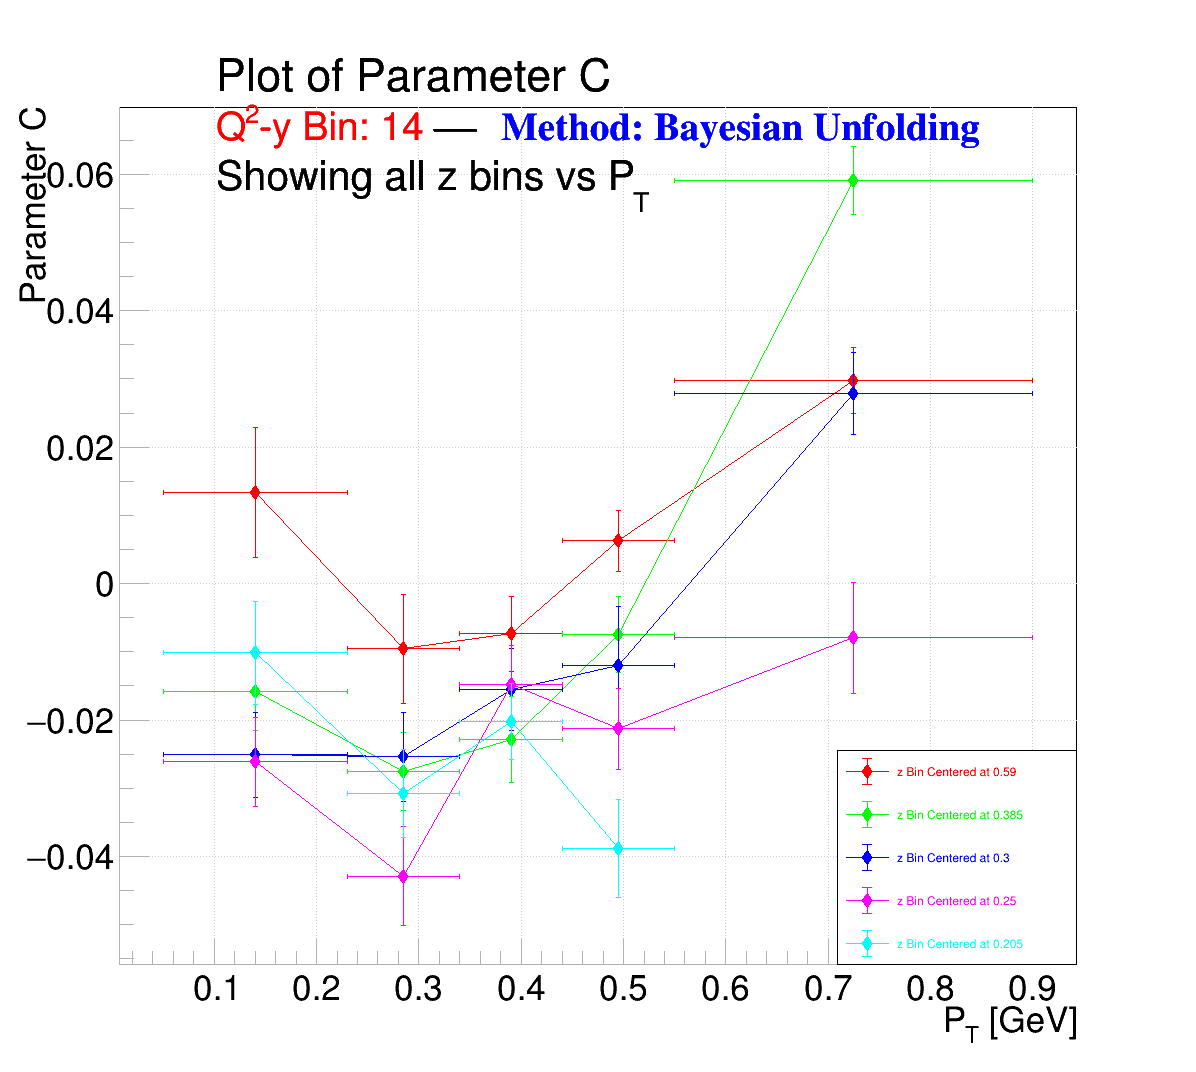 Plot of Parameter C
Q²-y Bin: 14 — Method: Bayesian Unfolding
Showing all z bins vs P_T
Parameter C
0.06
0.04
0.02
0
−0.02
−0.04
z Bin Centered at 0.59
z Bin Centered at 0.385
z Bin Centered at 0.3
z Bin Centered at 0.25
z Bin Centered at 0.205
0.1 0.2 0.3 0.4 0.5 0.6 0.7 0.8 0.9
P_T [GeV]